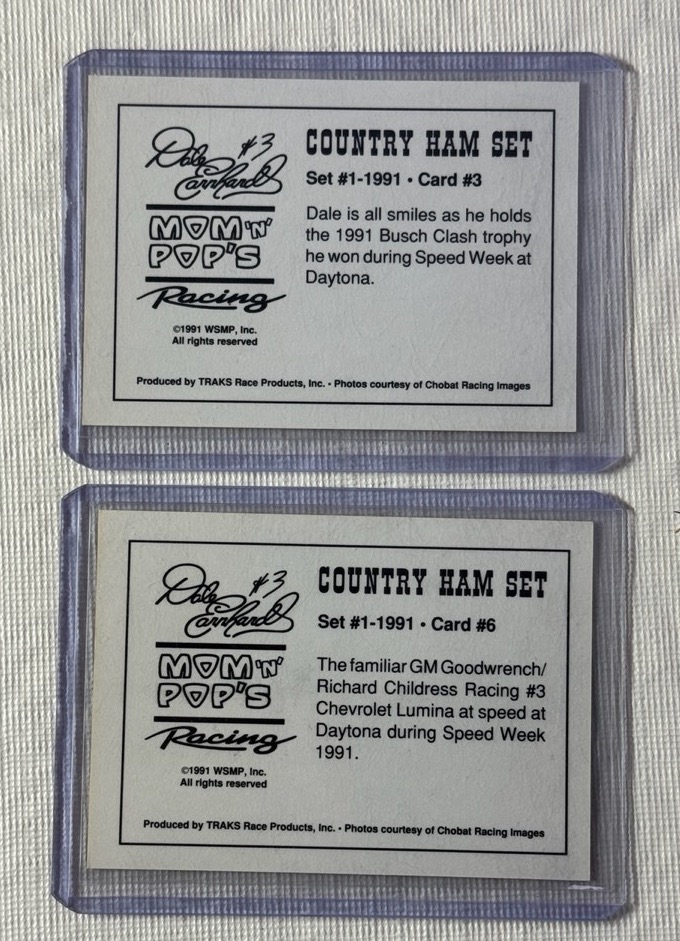 Dale #3
Earnhardt
MOM'N'
POP'S
Racing
©1991 WSMP, Inc.
All rights reserved
COUNTRY HAM SET
Set #1-1991 • Card #3
Dale is all smiles as he holds
the 1991 Busch Clash trophy
he won during Speed Week at
Daytona.
Produced by TRAKS Race Products, Inc. • Photos courtesy of Chobat Racing Images
Dale #3
Earnhardt
MOM'N'
POP'S
Racing
©1991 WSMP, Inc.
All rights reserved
COUNTRY HAM SET
Set #1-1991 • Card #6
The familiar GM Goodwrench/
Richard Childress Racing #3
Chevrolet Lumina at speed at
Daytona during Speed Week
1991.
Produced by TRAKS Race Products, Inc. • Photos courtesy of Chobat Racing Images